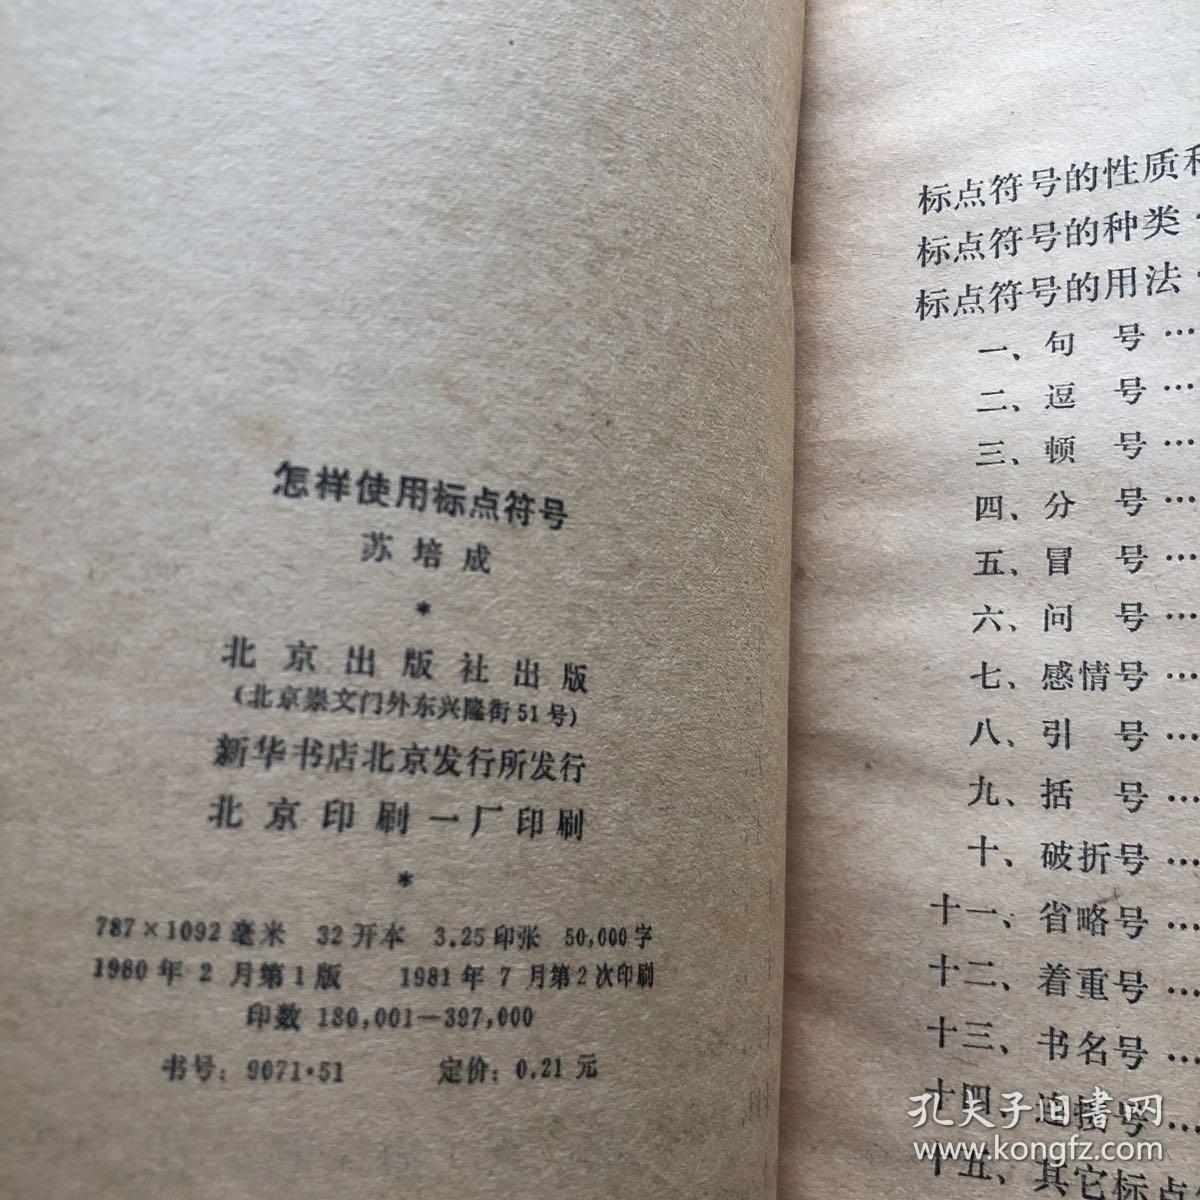 怎样使用标点符号
苏培成
*
北京出版社出版
(北京崇文门外东兴隆街51号)
新华书店北京发行所发行
北京印刷一厂印刷
*
787×1092毫米 32开本 3.25印张 50,000字
1980年2月第1版 1981年7月第2次印刷
印数 180,001—397,000
书号：9071·51 定价：0.21元
标点符号的性质
标点符号的种类
标点符号的用法
一、句 号…
二、逗 号…
三、顿 号…
四、分 号…
五、冒 号…
六、问 号…
七、感情号…
八、引 号…
九、括 号…
十、破折号…
十一、省略号…
十二、着重号…
十三、书名号…
十四、连接号…
十五、其它标点
孔夫子旧书网
www.kongfz.com